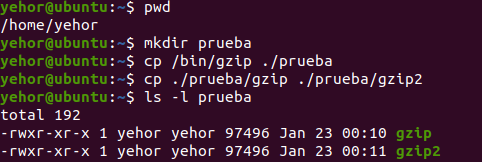 yehor@ubuntu:~$ pwd
/home/yehor
yehor@ubuntu:~$ mkdir prueba
yehor@ubuntu:~$ cp /bin/gzip ./prueba
yehor@ubuntu:~$ cp ./prueba/gzip ./prueba/gzip2
yehor@ubuntu:~$ ls -l prueba
total 192
-rwxr-xr-x 1 yehor yehor 97496 Jan 23 00:10 gzip
-rwxr-xr-x 1 yehor yehor 97496 Jan 23 00:11 gzip2